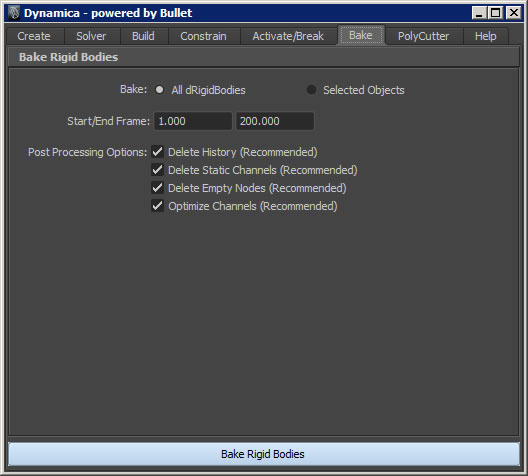 Dynamica - powered by Bullet
Create Solver Build Constrain Activate/Break Bake PolyCutter Help
Bake Rigid Bodies
Bake: All dRigidBodies Selected Objects
Start/End Frame: 1.000 200.000
Post Processing Options: Delete History (Recommended)
Delete Static Channels (Recommended)
Delete Empty Nodes (Recommended)
Optimize Channels (Recommended)
Bake Rigid Bodies